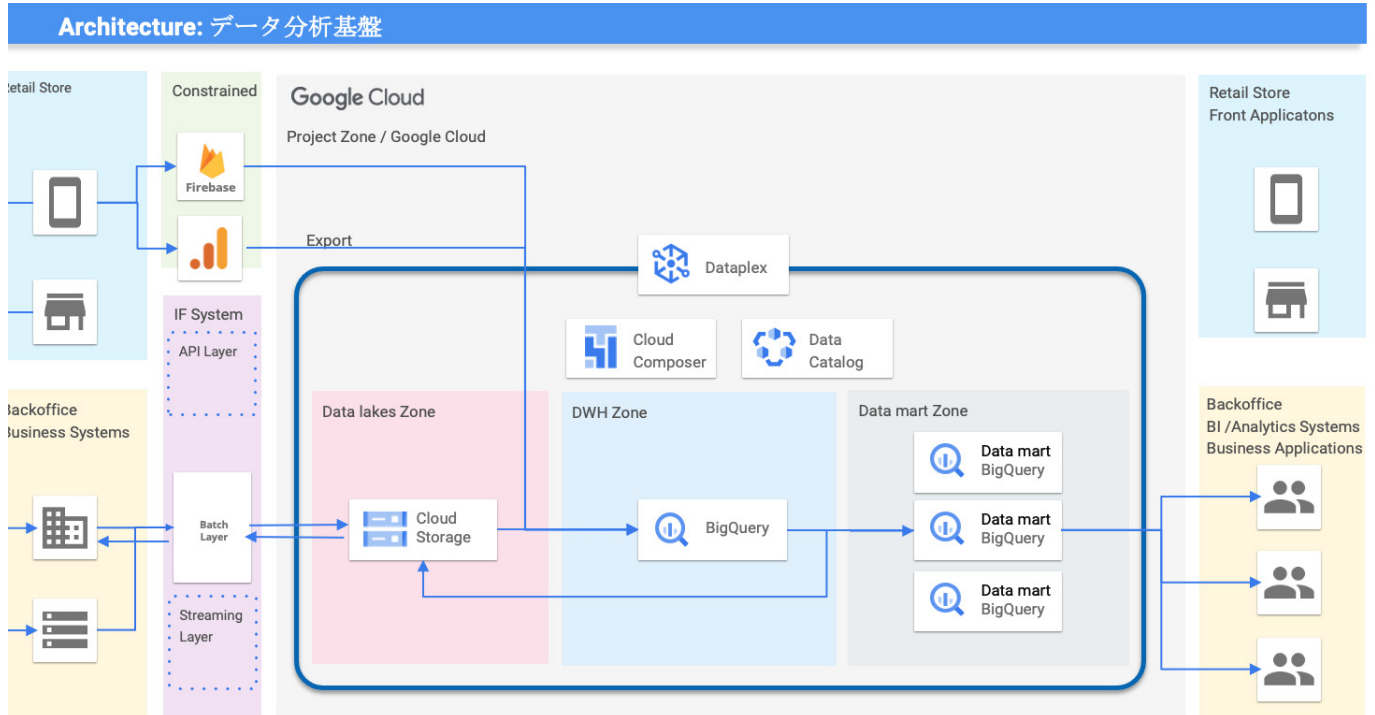 Architecture: データ分析基盤
etail Store
Constrained
Firebase
Google Cloud
Project Zone / Google Cloud
Export
Dataplex
Cloud
Composer
Data
Catalog
IF System
API Layer
Batch
Layer
Streaming
Layer
Backoffice
Business Systems
Data lakes Zone
Cloud
Storage
DWH Zone
BigQuery
Data mart Zone
Data mart
BigQuery
Data mart
BigQuery
Data mart
BigQuery
Retail Store
Front Applicatons
Backoffice
BI /Analytics Systems
Business Applications